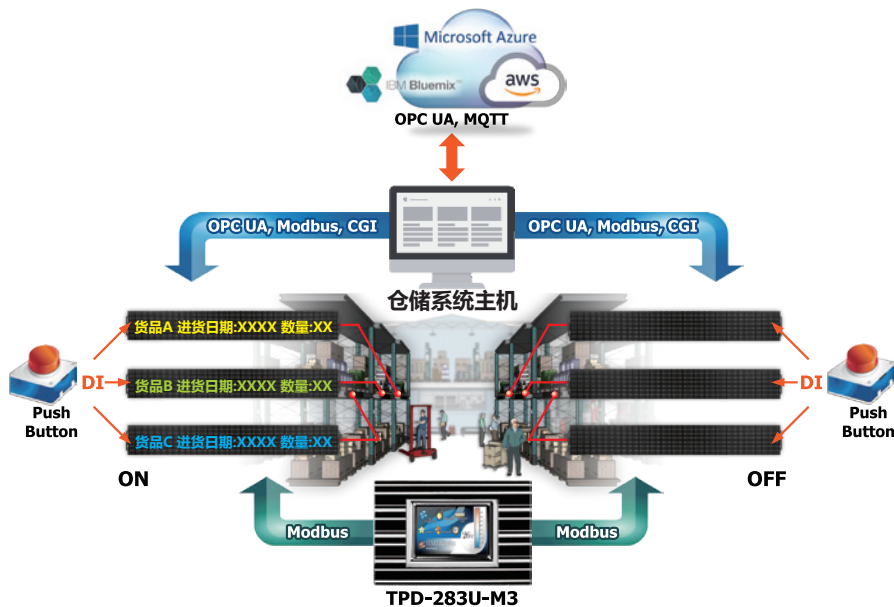 Microsoft Azure
IBM Bluemix™
aws
OPC UA, MQTT
OPC UA, Modbus, CGI
OPC UA, Modbus, CGI
仓储系统主机
货品A 进货日期:XXXX 数量:XX
货品B 进货日期:XXXX 数量:XX
货品C 进货日期:XXXX 数量:XX
DI
DI
Push
Button
Push
Button
ON
OFF
Modbus
Modbus
TPD-283U-M3